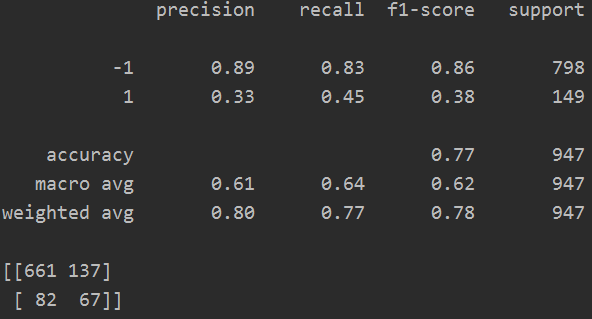 precision recall f1-score support
-1 0.89 0.83 0.86 798
1 0.33 0.45 0.38 149
accuracy 0.77 947
macro avg 0.61 0.64 0.62 947
weighted avg 0.80 0.77 0.78 947
[[661 137]
[ 82 67]]